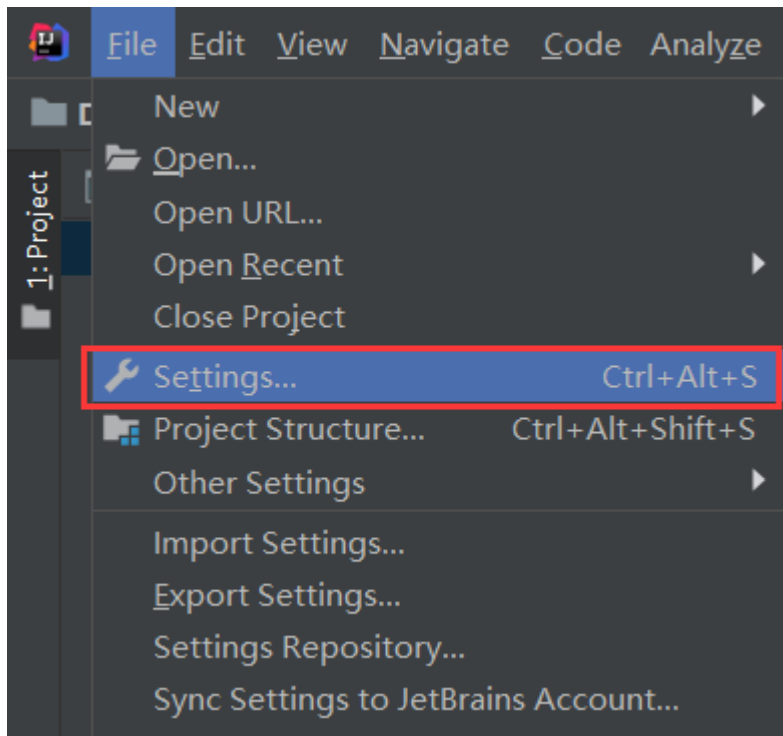 File Edit View Navigate Code Analyze
New
Open...
1: Project
Open URL...
Open Recent
Close Project
Settings... Ctrl+Alt+S
Project Structure... Ctrl+Alt+Shift+S
Other Settings
Import Settings...
Export Settings...
Settings Repository...
Sync Settings to JetBrains Account...